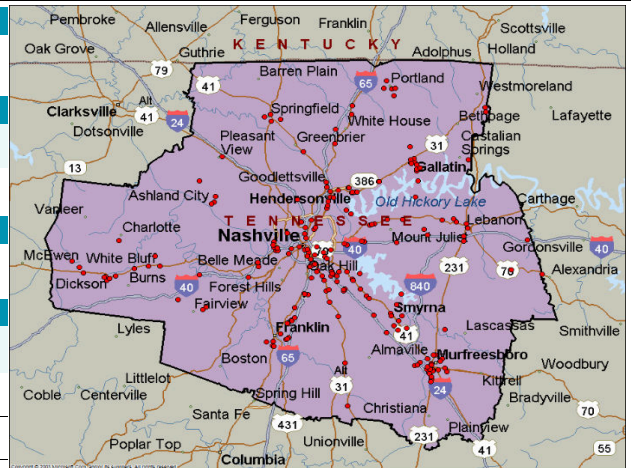 Pembroke
Allensville
Ferguson
Franklin
Scottsville
Oak Grove
Guthrie
KENTUCKY
Adolphus
Holland
79
41
Barren Plain
65
Portland
Westmoreland
Clarksville
Alt
41
24
Springfield
White House
Bethpage
Lafayette
Dotsonville
Pleasant
View
Greenbrier
31
Castalian
Springs
13
Goodlettsville
386
Gallatin
Ashland City
Hendersonville
Old Hickory Lake
Carthage
Vanleer
Charlotte
TENNESSEE
Lebanon
Nashville
Mount Juliet
Gordonsville
40
McEwen
White Bluff
Belle Meade
40
70
Oak Hill
231
70
Alexandria
Dickson
Burns
40
Forest Hills
840
Fairview
Smyrna
Lyles
Franklin
41
Lascassas
Smithville
Boston
65
Almaville
Murfreesboro
Woodbury
Littlelot
Alt
31
24
Kittrell
Coble
Centerville
Spring Hill
Bradyville
Santa Fe
Christiana
70
431
231
Plainview
Poplar Top
Unionville
41
55
Columbia